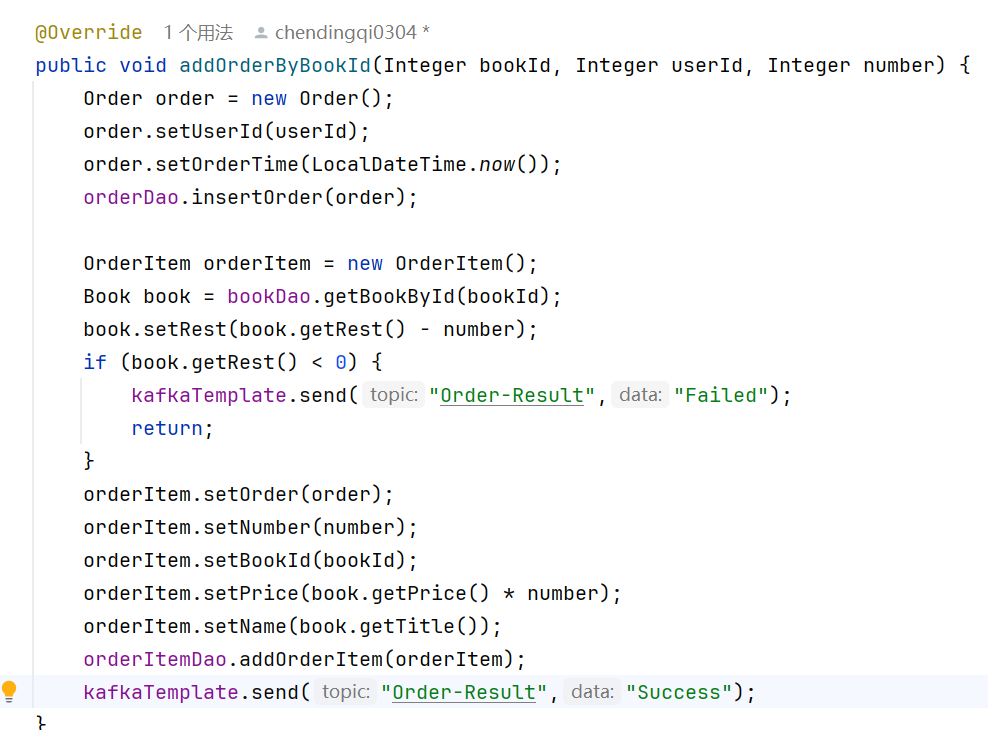 @Override 1 个用法 chendingqi0304 *
public void addOrderByBookId(Integer bookId, Integer userId, Integer number) {
    Order order = new Order();
    order.setUserId(userId);
    order.setOrderTime(LocalDateTime.now());
    orderDao.insertOrder(order);

    OrderItem orderItem = new OrderItem();
    Book book = bookDao.getBookById(bookId);
    book.setRest(book.getRest() - number);
    if (book.getRest() < 0) {
        kafkaTemplate.send( topic: "Order-Result", data: "Failed");
        return;
    }
    orderItem.setOrder(order);
    orderItem.setNumber(number);
    orderItem.setBookId(bookId);
    orderItem.setPrice(book.getPrice() * number);
    orderItem.setName(book.getTitle());
    orderItemDao.addOrderItem(orderItem);
    kafkaTemplate.send( topic: "Order-Result", data: "Success");
}